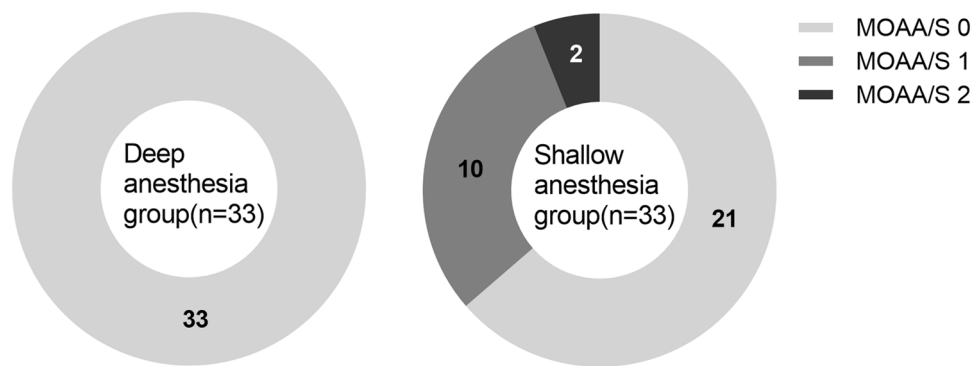 Deep
anesthesia
group(n=33)
33
2
10
Shallow
anesthesia
group(n=33)
21
MOAA/S 0
MOAA/S 1
MOAA/S 2